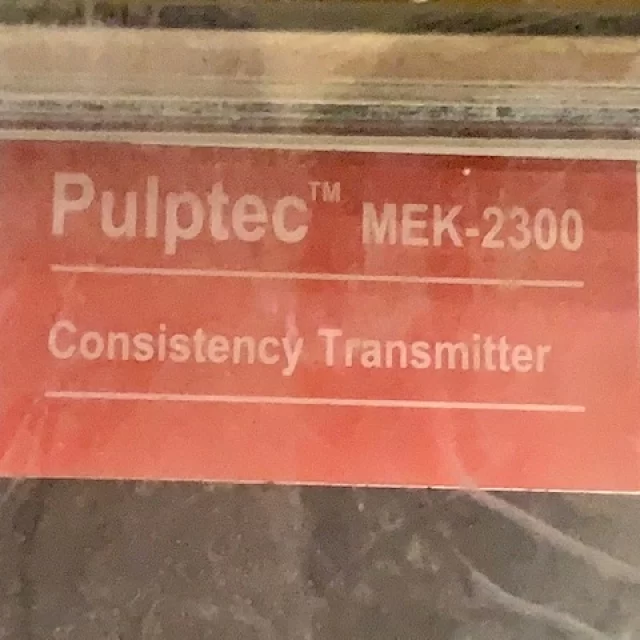 Pulptec™ MEK-2300
Consistency Transmitter